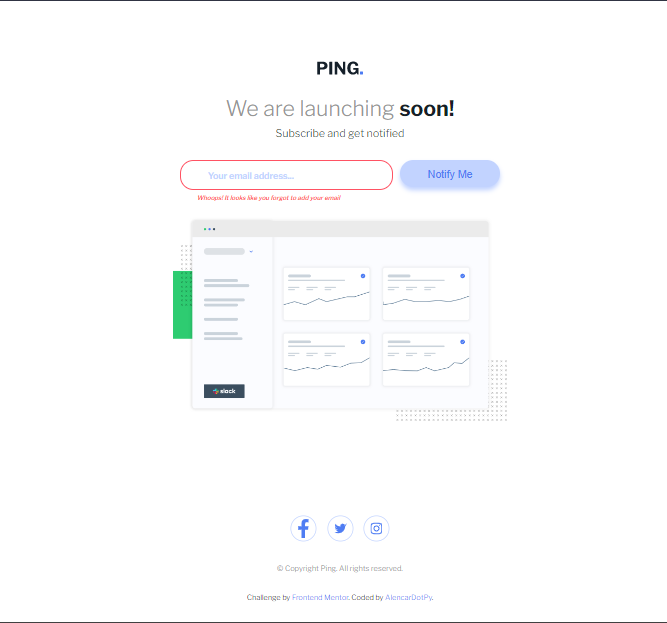 PING.
We are launching soon!
Subscribe and get notified
Your email address...
Notify Me
Whoops! It looks like you forgot to add your email
slack
© Copyright Ping. All rights reserved.
Challenge by Frontend Mentor. Coded by AlencarDotPy.